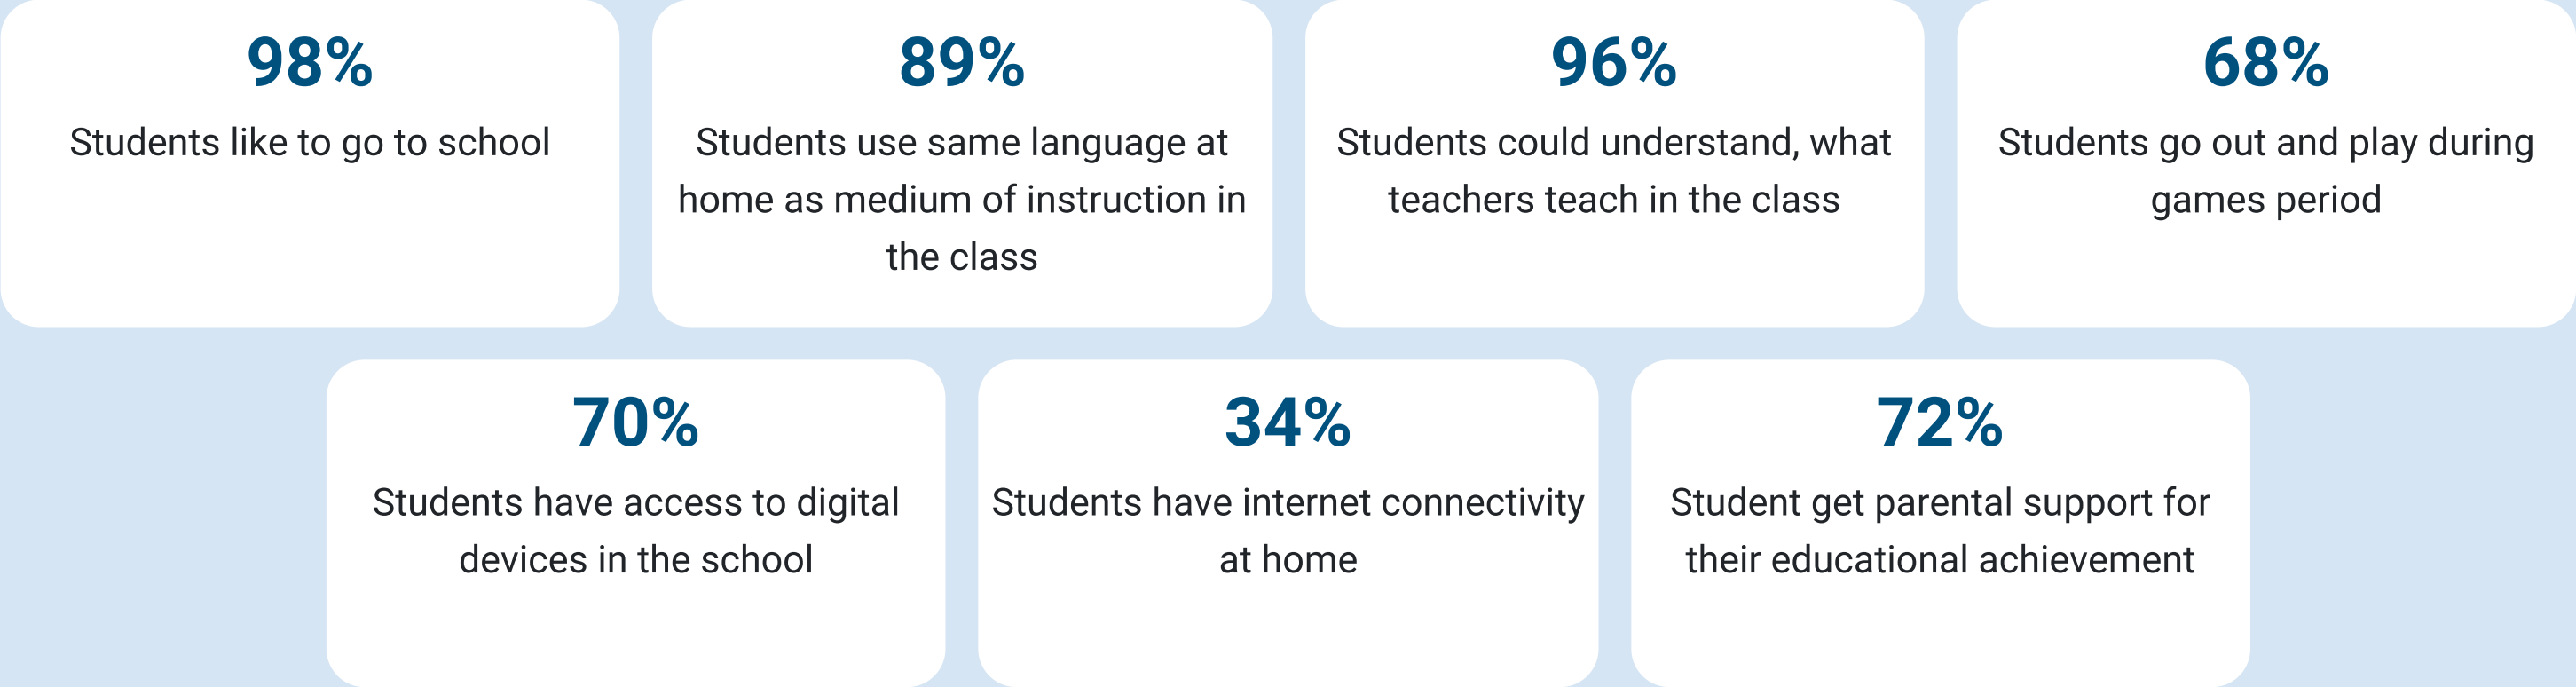 98%
Students like to go to school
89%
Students use same language at
home as medium of instruction in
the class
96%
Students could understand, what
teachers teach in the class
68%
Students go out and play during
games period
70%
Students have access to digital
devices in the school
34%
Students have internet connectivity
at home
72%
Student get parental support for
their educational achievement